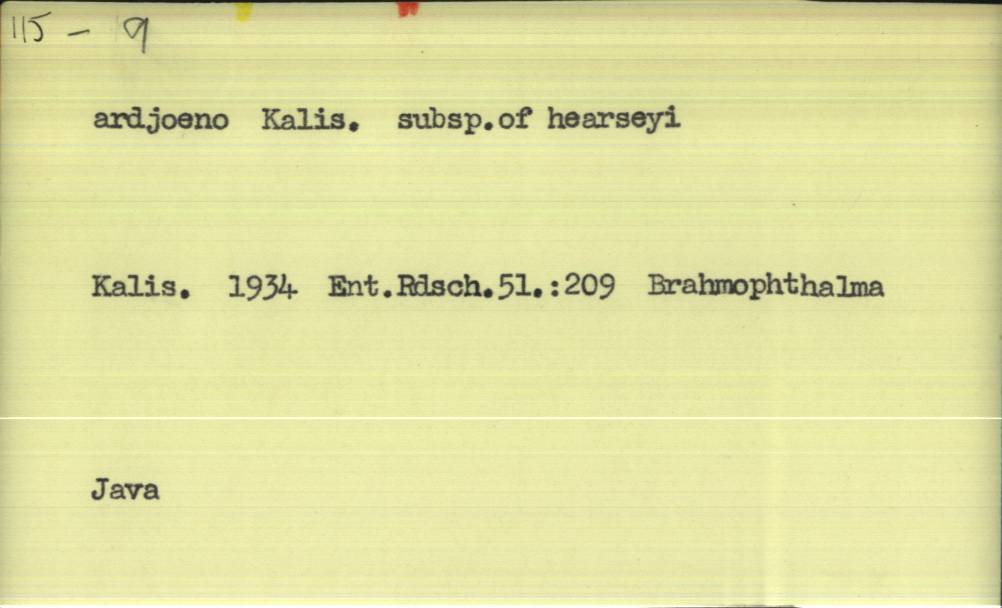 115 - 9
ardjoeno Kalis. subsp.of hearseyi
Kalis. 1934 Ent.Rdsch.51.:209 Brahmophthalma
Java